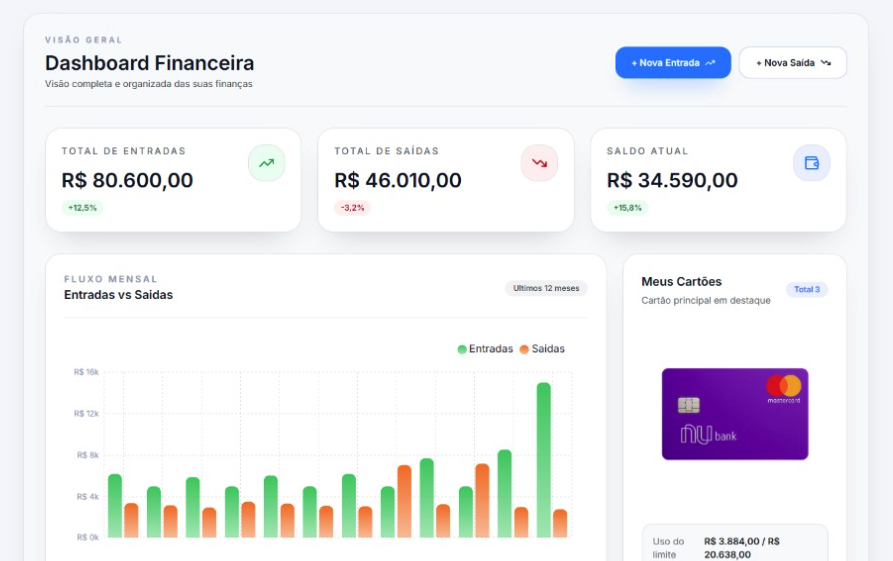 VISÃO GERAL
Dashboard Financeira
Visão completa e organizada das suas finanças
+ Nova Entrada
+ Nova Saída
TOTAL DE ENTRADAS
R$ 80.600,00
+12,5%
TOTAL DE SAÍDAS
R$ 46.010,00
-3,2%
SALDO ATUAL
R$ 34.590,00
+15,8%
FLUXO MENSAL
Entradas vs Saidas
Ultimos 12 meses
Entradas
Saidas
R$ 16k
R$ 12k
R$ 8k
R$ 4k
R$ 0k
Meus Cartões
Cartão principal em destaque
Total 3
mastercard
nu bank
Uso do
limite
R$ 3.884,00 / R$
20.638,00